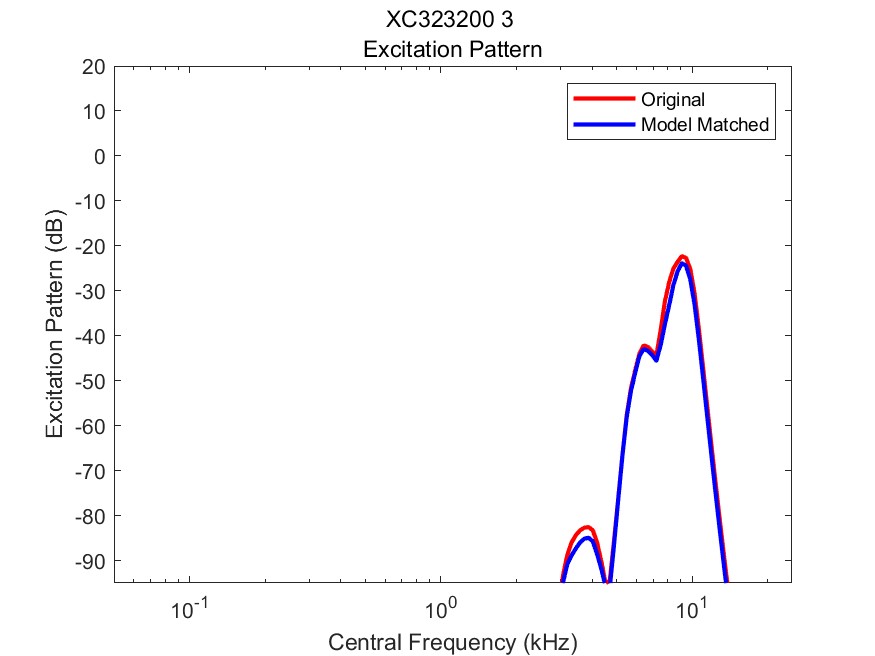 XC323200 3
Excitation Pattern
Original
Model Matched
Excitation Pattern (dB)
20
10
0
-10
-20
-30
-40
-50
-60
-70
-80
-90
10-1
100
101
Central Frequency (kHz)